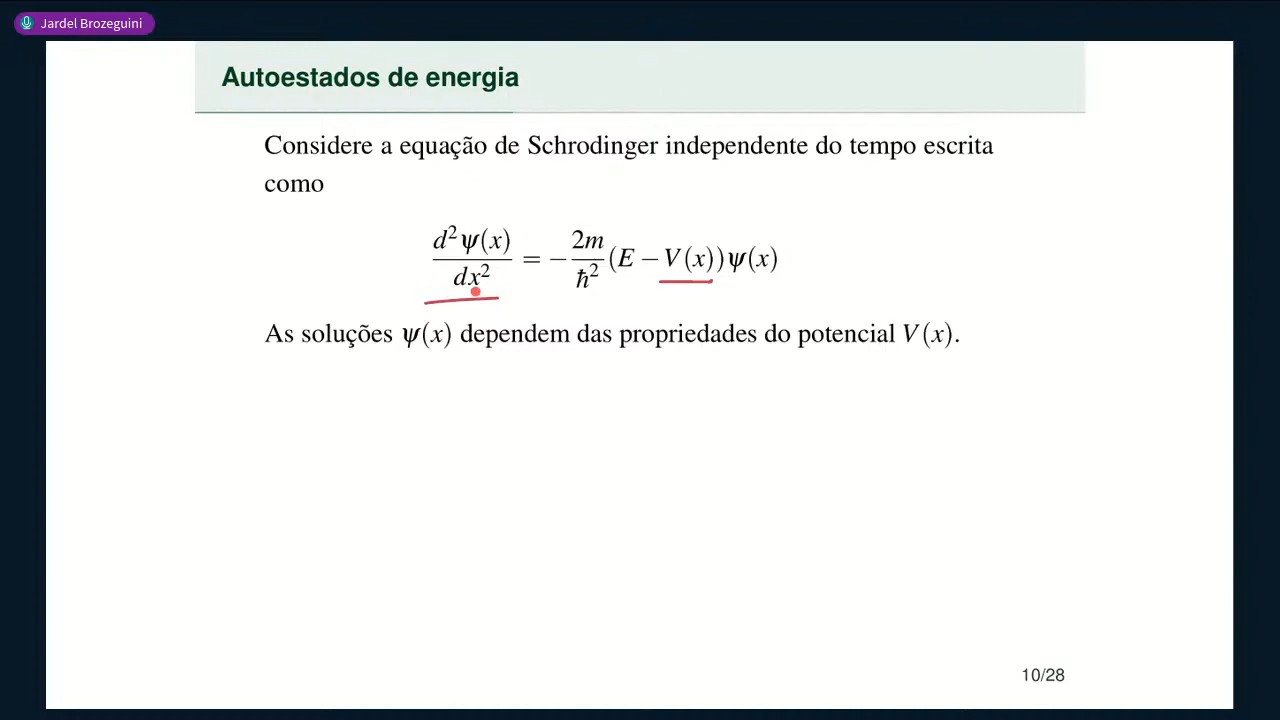 Jardel Brozeguini
Autoestados de energia
Considere a equação de Schrodinger independente do tempo escrita
como
d²ψ(x)/dx² = −2m/ħ² (E − V(x))ψ(x)
As soluções ψ(x) dependem das propriedades do potencial V(x).
10/28